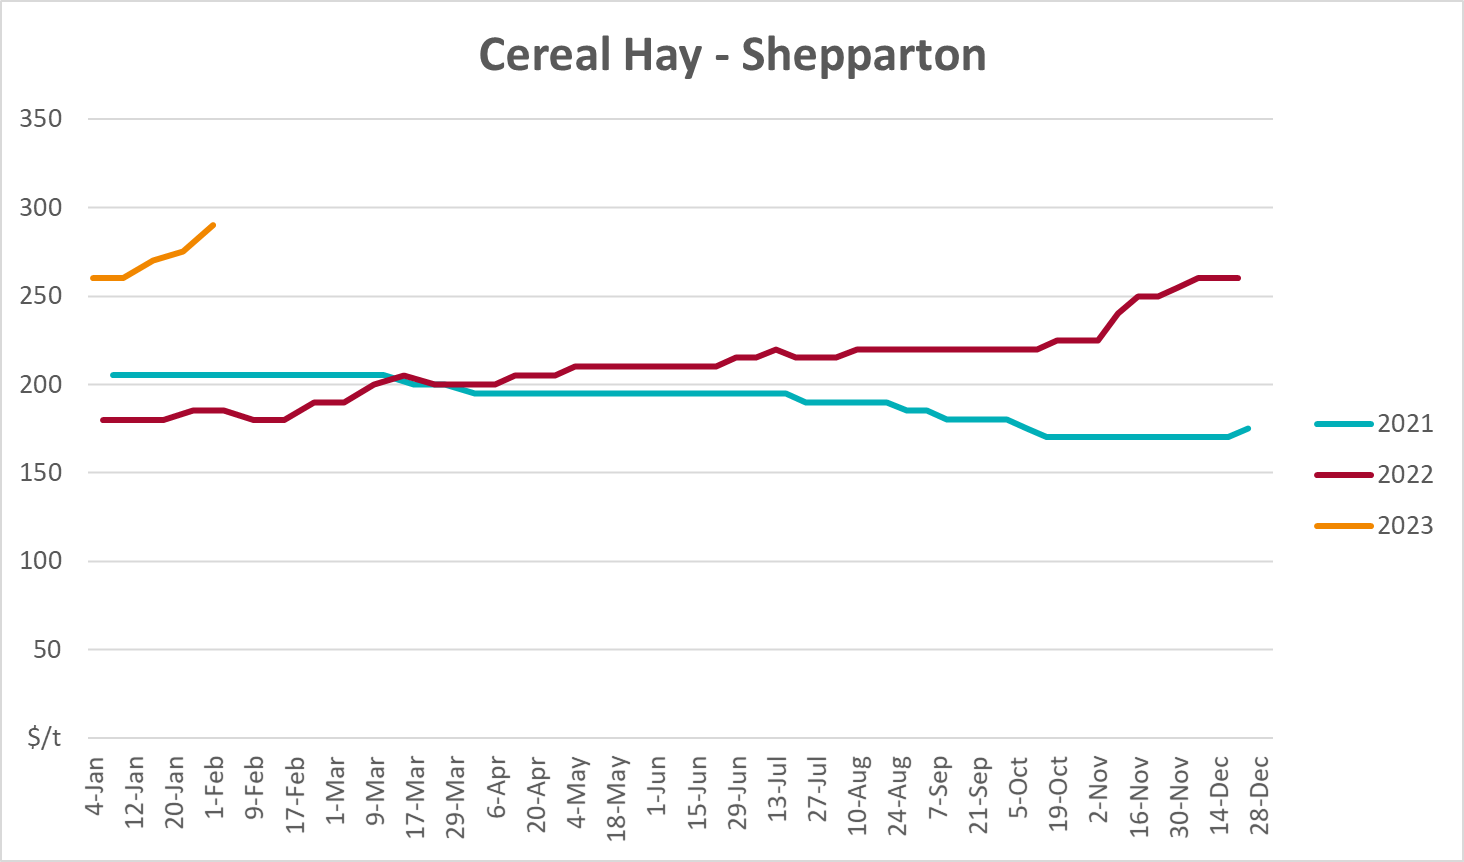 Cereal Hay - Shepparton
350
300
250
200
150
100
50
$/t
4-Jan
12-Jan
20-Jan
1-Feb
9-Feb
17-Feb
1-Mar
9-Mar
17-Mar
29-Mar
6-Apr
20-Apr
4-May
18-May
1-Jun
15-Jun
29-Jun
13-Jul
27-Jul
10-Aug
24-Aug
7-Sep
21-Sep
5-Oct
19-Oct
2-Nov
16-Nov
30-Nov
14-Dec
28-Dec
2021
2022
2023